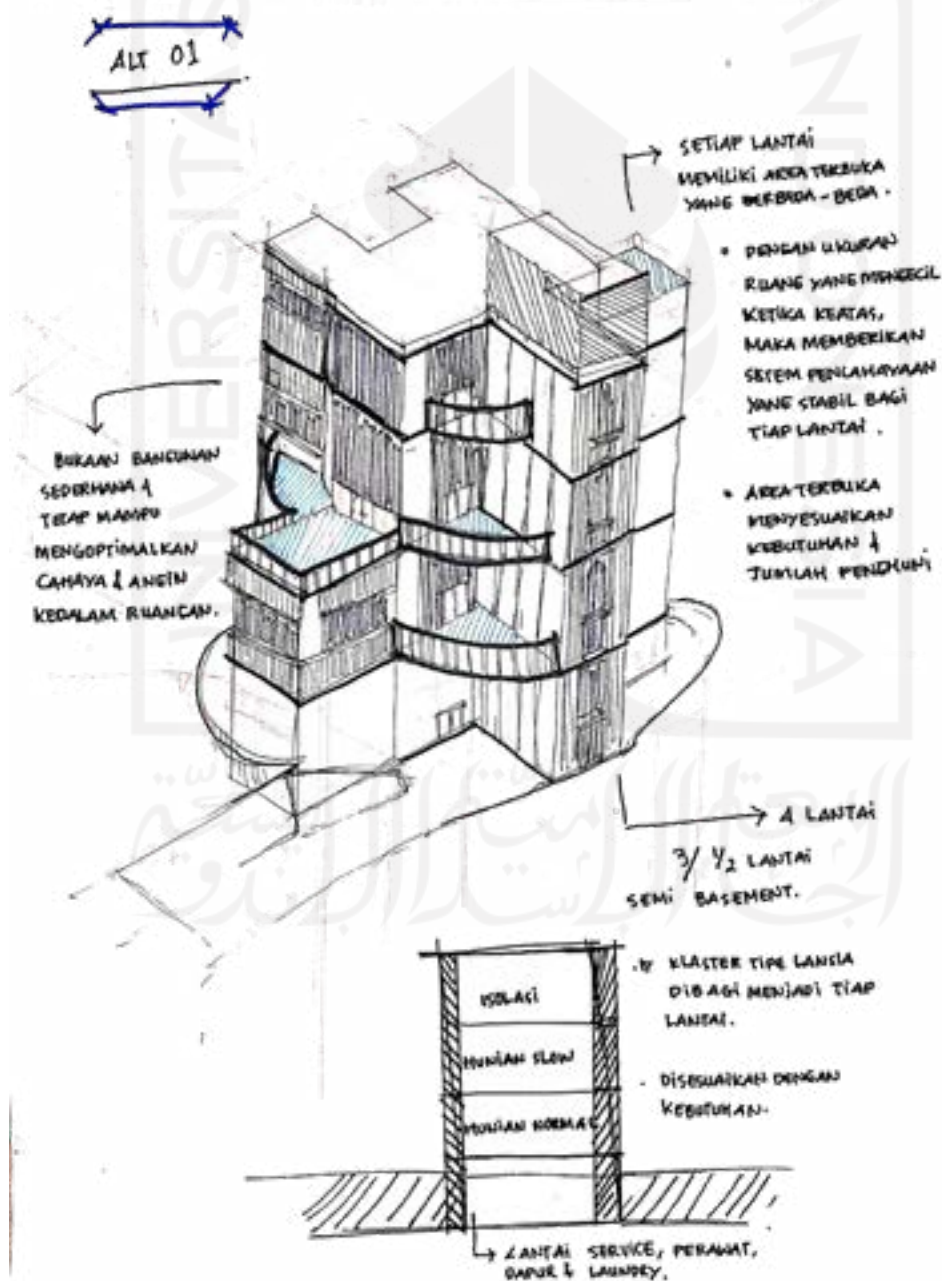 ALT 01
SETIAP LANTAI
MEMILIKI AREA TERBUKA
YANG BERBEDA - BEDA .
• DENGAN UKURAN
RUANG YANG MENGECIL
KETIKA KEATAS,
MAKA MEMBERIKAN
SISTEM PENCAHAYAAN
YANG STABIL BAGI
TIAP LANTAI .
• AREA TERBUKA
MENYESUAIKAN
KEBUTUHAN &
JUMLAH PENGHUNI
BUKAAN BANGUNAN
SEDERHANA &
TETAP MAMPU
MENGOPTIMALKAN
CAHAYA & ANGIN
KEDALAM RUANGAN.
4 LANTAI
3/ 1/2 LANTAI
SEMI BASEMENT.
KLASTER TIPE LANSIA
DIBAGI MENJADI TIAP
LANTAI.
• DISESUAIKAN DENGAN
KEBUTUHAN.
ISOLASI
HUNIAN SLOW
HUNIAN NORMAL
LANTAI SERVICE, PERAWAT,
DAPUR & LAUNDRY.
UNIVERSITAS